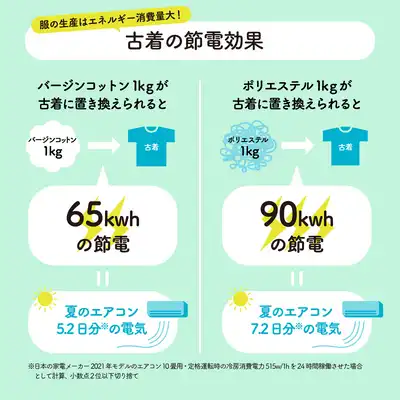 服の生産はエネルギー消費量大！
古着の節電効果
バージンコットン1kgが
古着に置き換えられると
バージンコットン
1kg
古着
65kwh
の節電
夏のエアコン
5.2日分※の電気
ポリエステル1kgが
古着に置き換えられると
ポリエステル
1kg
古着
90kwh
の節電
夏のエアコン
7.2日分※の電気
※日本の家電メーカー2021年モデルのエアコン10畳用・定格運転時の冷房消費電力515w/1hを24時間稼働させた場合
として計算、小数点2位以下切り捨て